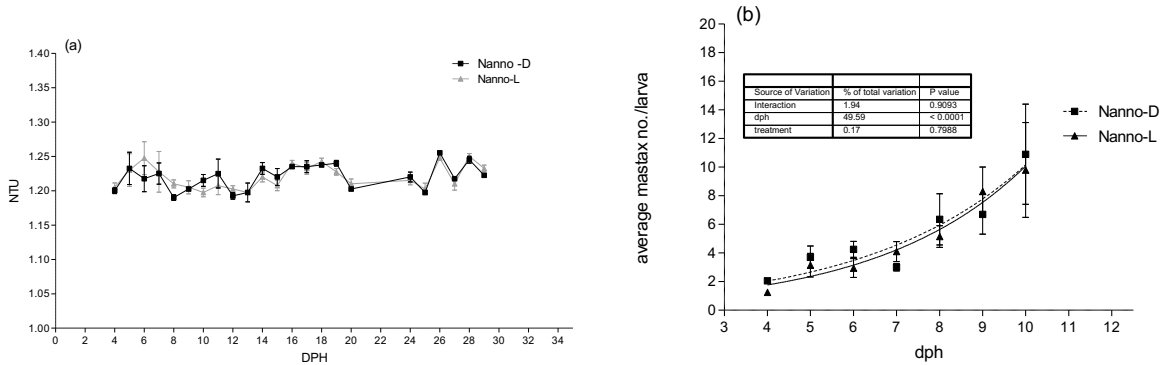 (a)
Nanno -D
Nanno-L
1.40
1.35
1.30
1.25
1.20
1.15
1.10
1.05
1.00
NTU
0 2 4 6 8 10 12 14 16 18 20 22 24 26 28 30 32 34
DPH
(b)
20
18
16
14
12
10
8
6
4
2
0
average mastax no./larva
Source of Variation % of total variation P value
Interaction 1.94 0.9093
dph 49.59 < 0.0001
treatment 0.17 0.7988
Nanno-D
Nanno-L
3 4 5 6 7 8 9 10 11 12
dph